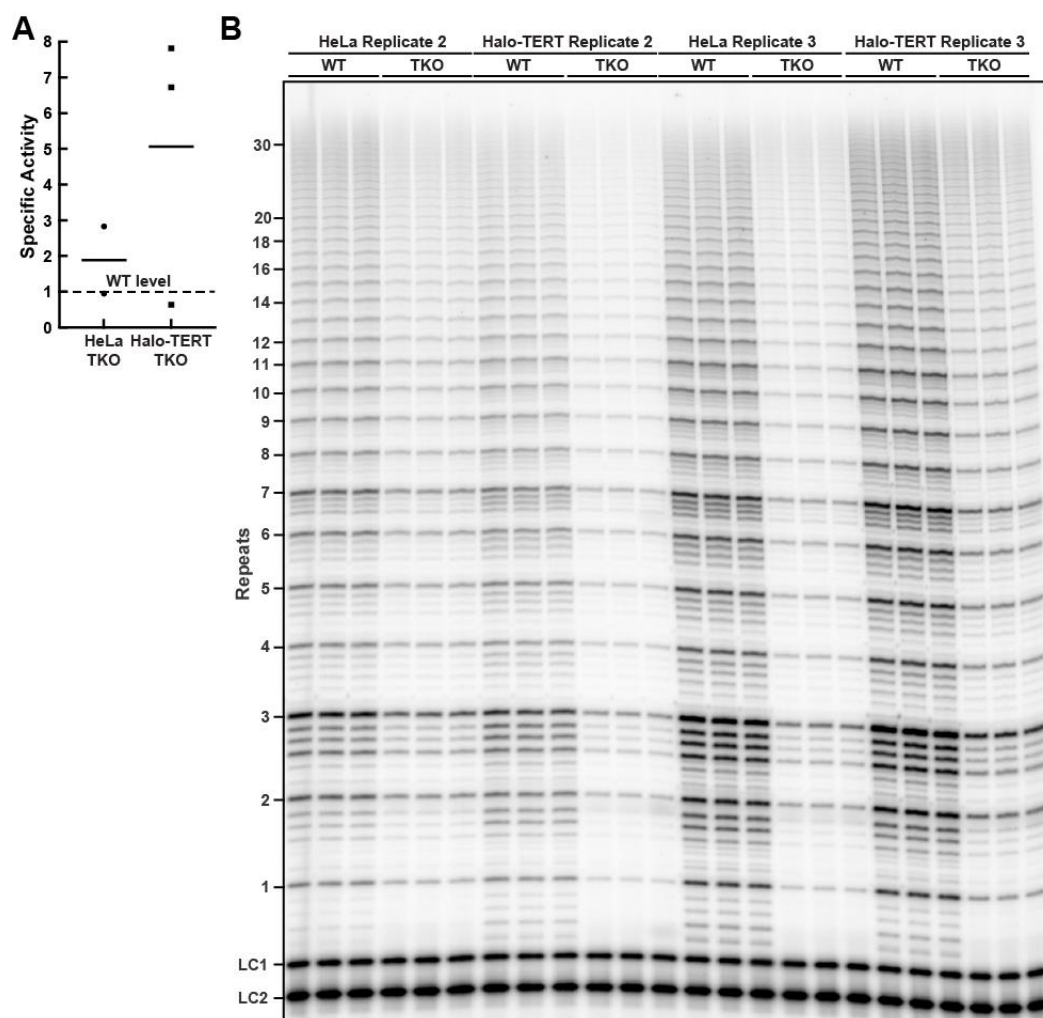 A
8
7
6
5
4
3
2
1
0
Specific Activity
WT level
HeLa TKO
Halo-TERT TKO
B
HeLa Replicate 2 Halo-TERT Replicate 2 HeLa Replicate 3 Halo-TERT Replicate 3
WT TKO WT TKO WT TKO WT TKO
30
20
18
16
14
12
11
10
9
8
7
6
5
4
3
2
1
LC1
LC2
Repeats